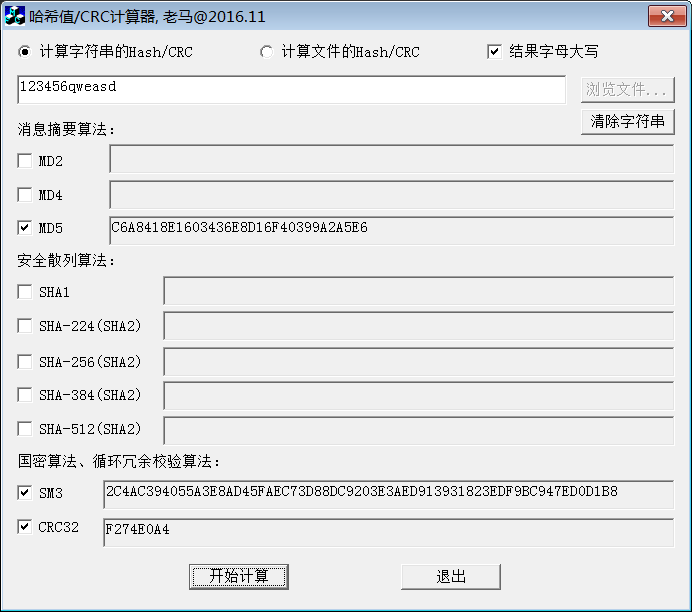 哈希值/CRC计算器, 老马@2016.11
计算字符串的Hash/CRC 计算文件的Hash/CRC 结果字母大写
123456qweasd 浏览文件...
消息摘要算法: 清除字符串
MD2
MD4
MD5 C6A8418E1603436E8D16F40399A2A5E6
安全散列算法:
SHA1
SHA-224(SHA2)
SHA-256(SHA2)
SHA-384(SHA2)
SHA-512(SHA2)
国密算法、循环冗余校验算法:
SM3 2C4AC394055A3E8AD45FAEC73D88DC9203E3AED913931823EDF9BC947ED0D1B8
CRC32 F274E0A4
开始计算 退出